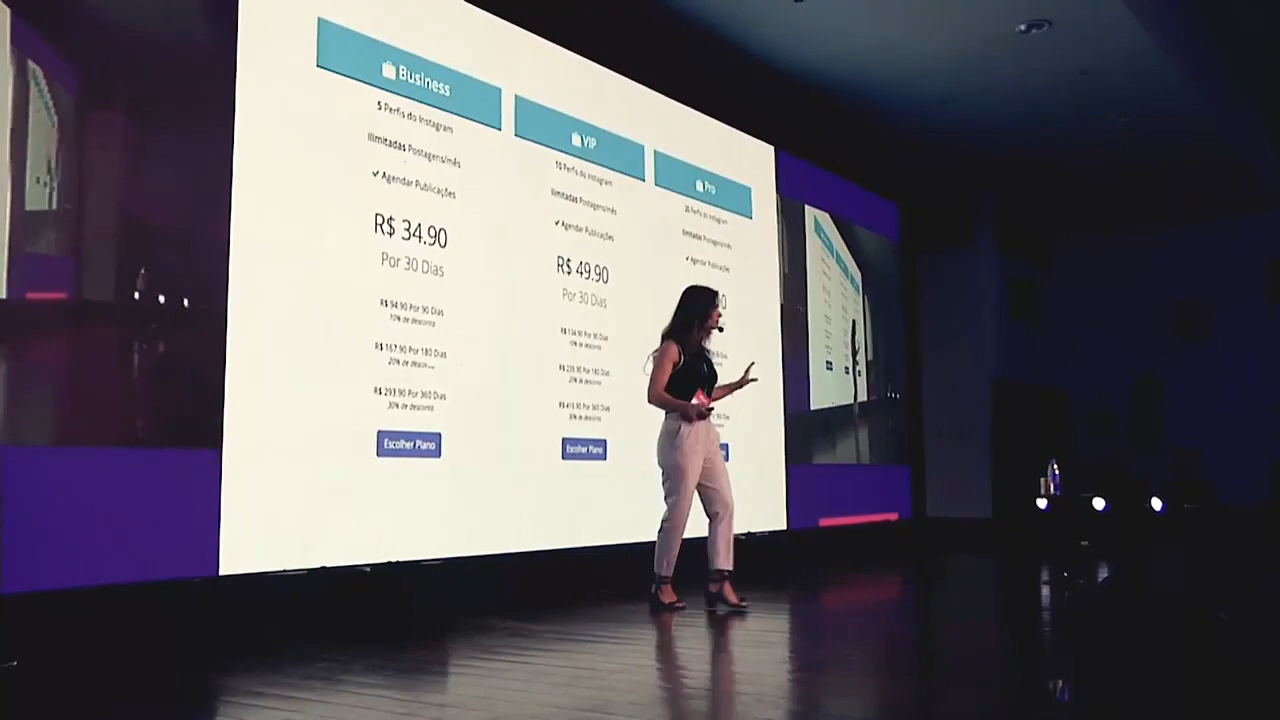 Business
5 Perfis do Instagram
Ilimitadas Postagens/mês
✓ Agendar Publicações
R$ 34.90
Por 30 Dias
R$ 94.90 Por 90 Dias
10% de desconto
R$ 167.90 Por 180 Dias
20% de desconto
R$ 293.90 Por 360 Dias
30% de desconto
Escolher Plano
VIP
10 Perfis do Instagram
Ilimitadas Postagens/mês
✓ Agendar Publicações
R$ 49.90
Por 30 Dias
R$ 134.90 Por 90 Dias
10% de desconto
R$ 239.90 Por 180 Dias
20% de desconto
R$ 419.90 Por 360 Dias
30% de desconto
Escolher Plano
Pro
Perfis do Instagram
Ilimitadas Postagens/mês
✓ Agendar Publicações